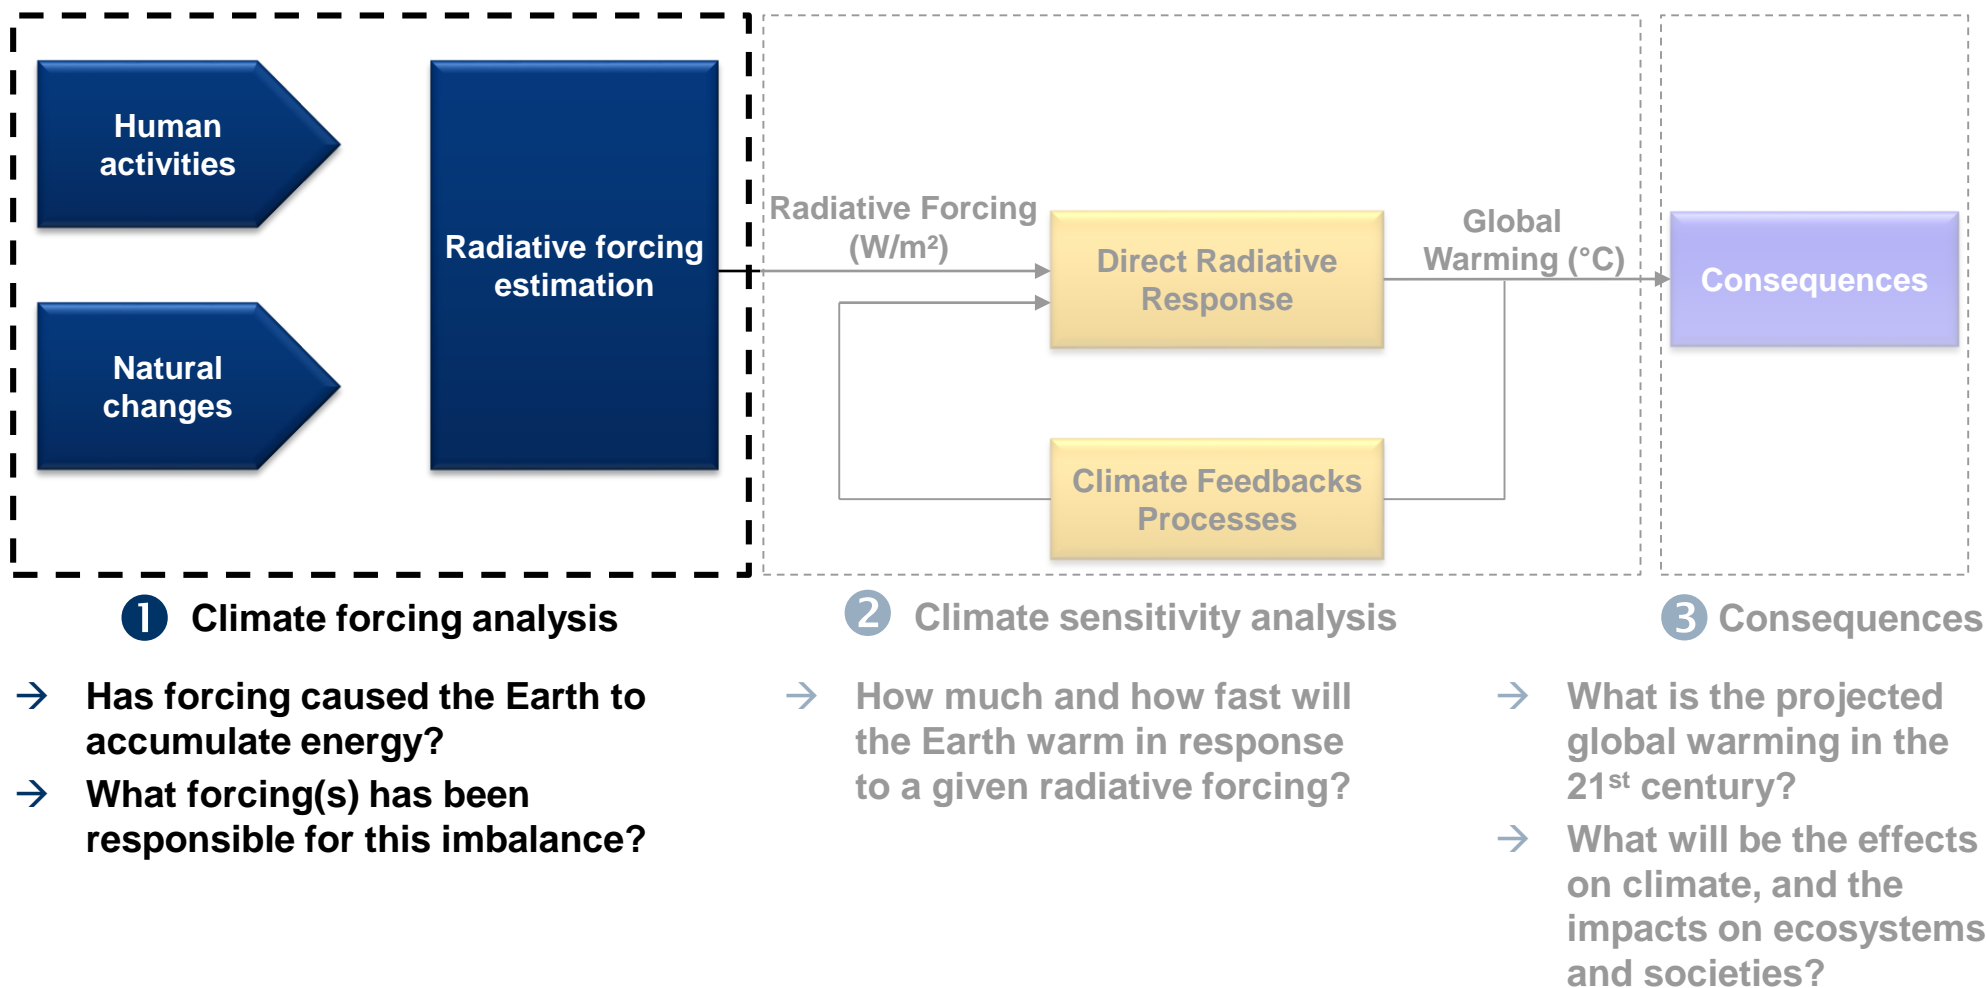 Human
activities
Natural
changes
Radiative forcing
estimation
Radiative Forcing
(W/m²)
Direct Radiative
Response
Climate Feedbacks
Processes
Global
Warming (°C)
Consequences
1 Climate forcing analysis
→ Has forcing caused the Earth to
accumulate energy?
→ What forcing(s) has been
responsible for this imbalance?
2 Climate sensitivity analysis
→ How much and how fast will
the Earth warm in response
to a given radiative forcing?
3 Consequences
→ What is the projected
global warming in the
21st century?
→ What will be the effects
on climate, and the
impacts on ecosystems
and societies?